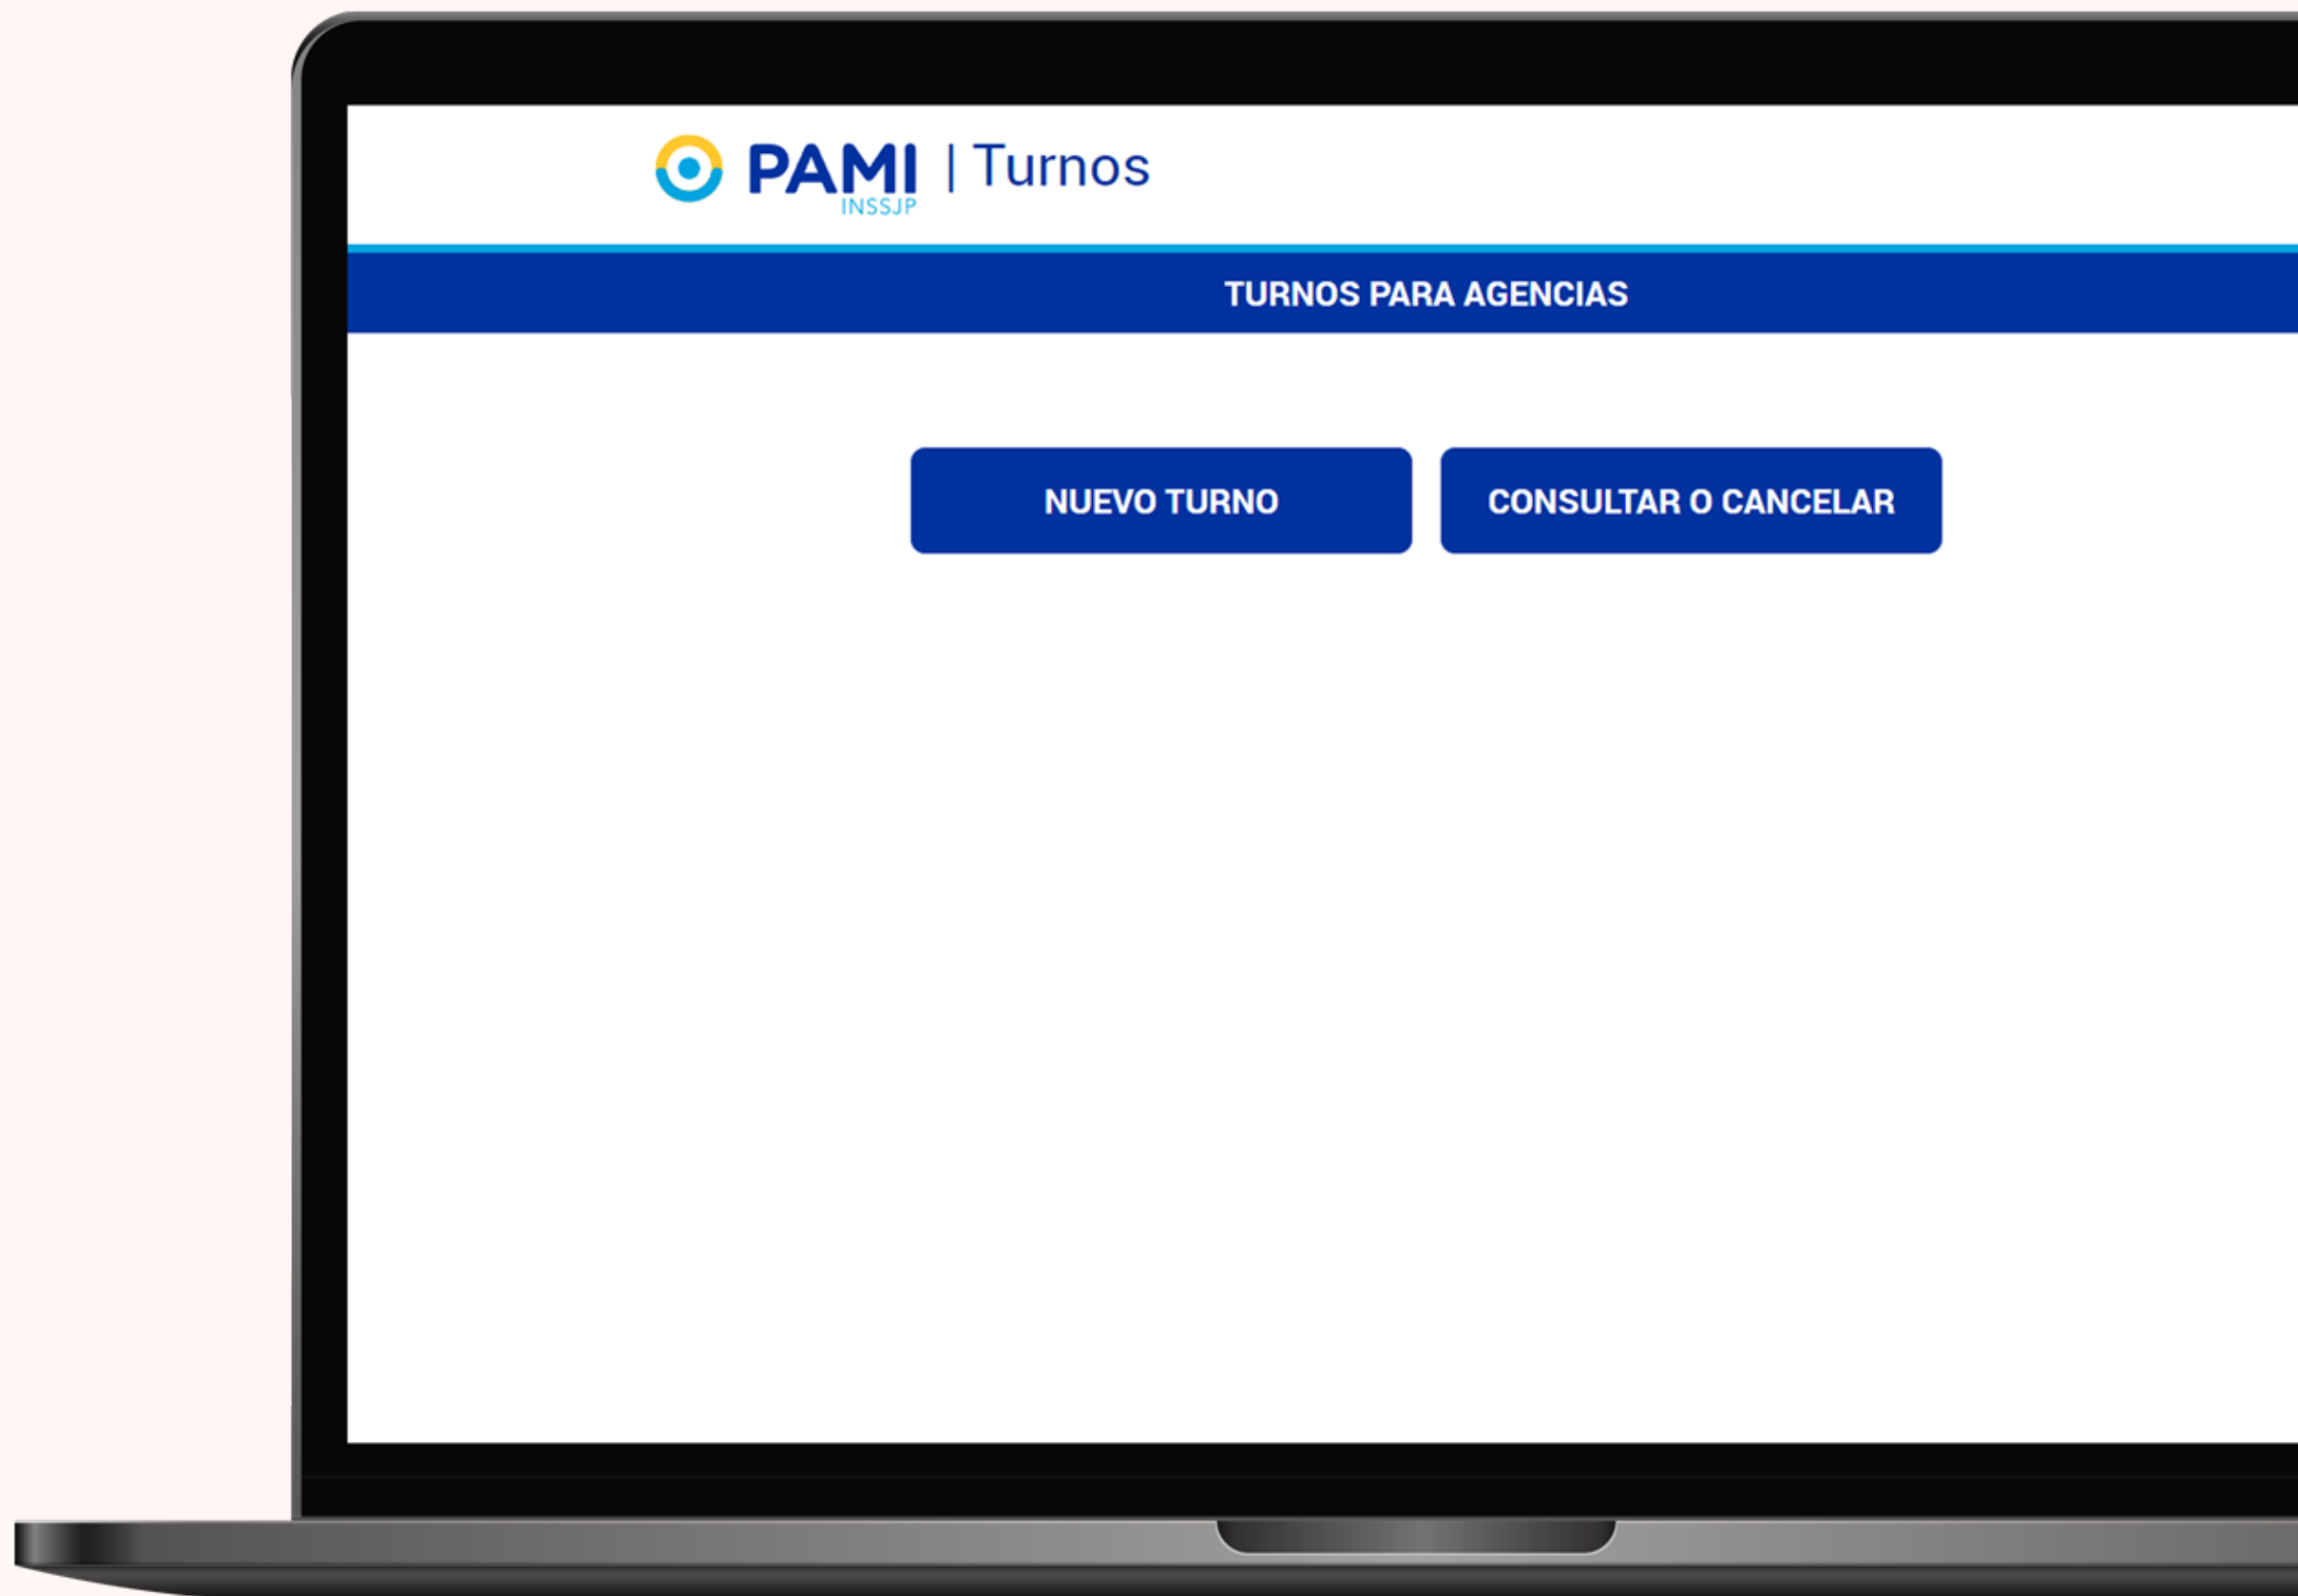 PAMI | Turnos
INSSJP
TURNOS PARA AGENCIAS
NUEVO TURNO
CONSULTAR O CANCELAR